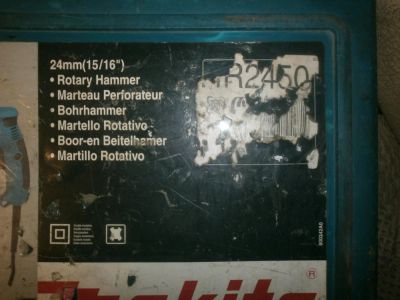 24mm(15/16")
R2450
• Rotary Hammer
• Marteau Perforateur
• Bohrhammer
• Martello Rotativo
• Boor-en Beitelhamer
• Martillo Rotativo
Makita®